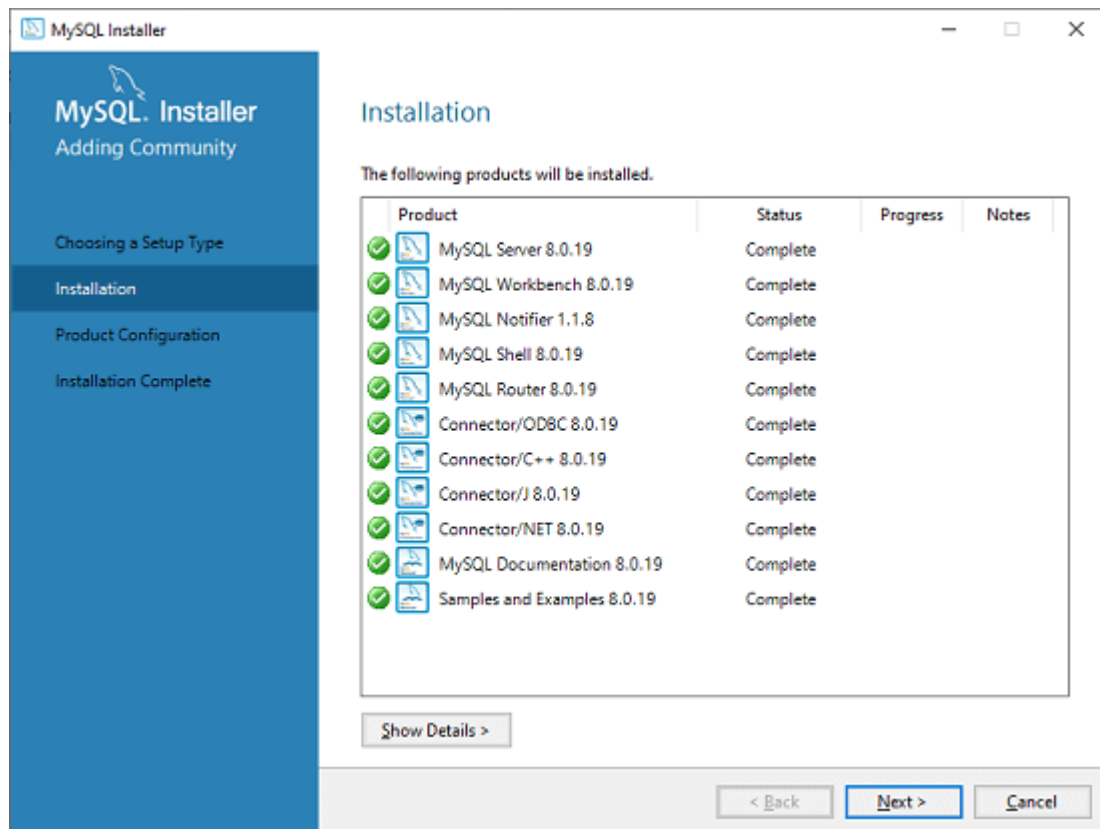 MySQL Installer
MySQL. Installer
Adding Community
Choosing a Setup Type
Installation
Product Configuration
Installation Complete
Installation
The following products will be installed.
Product Status Progress Notes
MySQL Server 8.0.19 Complete
MySQL Workbench 8.0.19 Complete
MySQL Notifier 1.1.8 Complete
MySQL Shell 8.0.19 Complete
MySQL Router 8.0.19 Complete
Connector/ODBC 8.0.19 Complete
Connector/C++ 8.0.19 Complete
Connector/J 8.0.19 Complete
Connector/NET 8.0.19 Complete
MySQL Documentation 8.0.19 Complete
Samples and Examples 8.0.19 Complete
Show Details >
< Back Next > Cancel